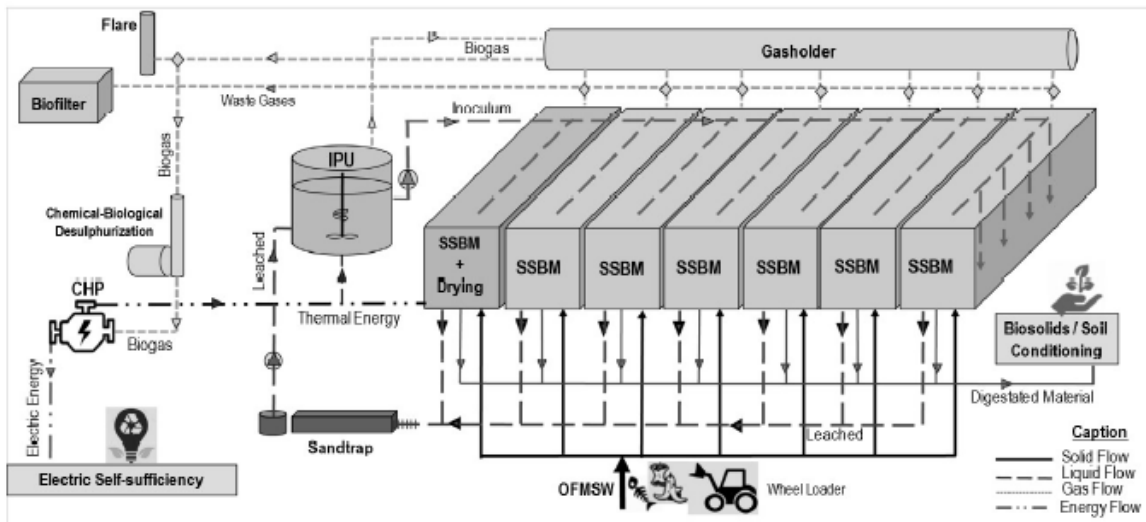 Flare
Biogas
Gasholder
Biofilter
Waste Gases
Inoculum
IPU
Biogas
Chemical-Biological
Desulphurization
Leached
SSBM
+
Drying
SSBM
SSBM
SSBM
SSBM
SSBM
SSBM
CHP
Thermal Energy
Biogas
Biosolids / Soil
Conditioning
Electric Energy
Digestated Material
Sandtrap
Leached
Electric Self-sufficiency
OFMSW
Wheel Loader
Caption
Solid Flow
Liquid Flow
Gas Flow
Energy Flow